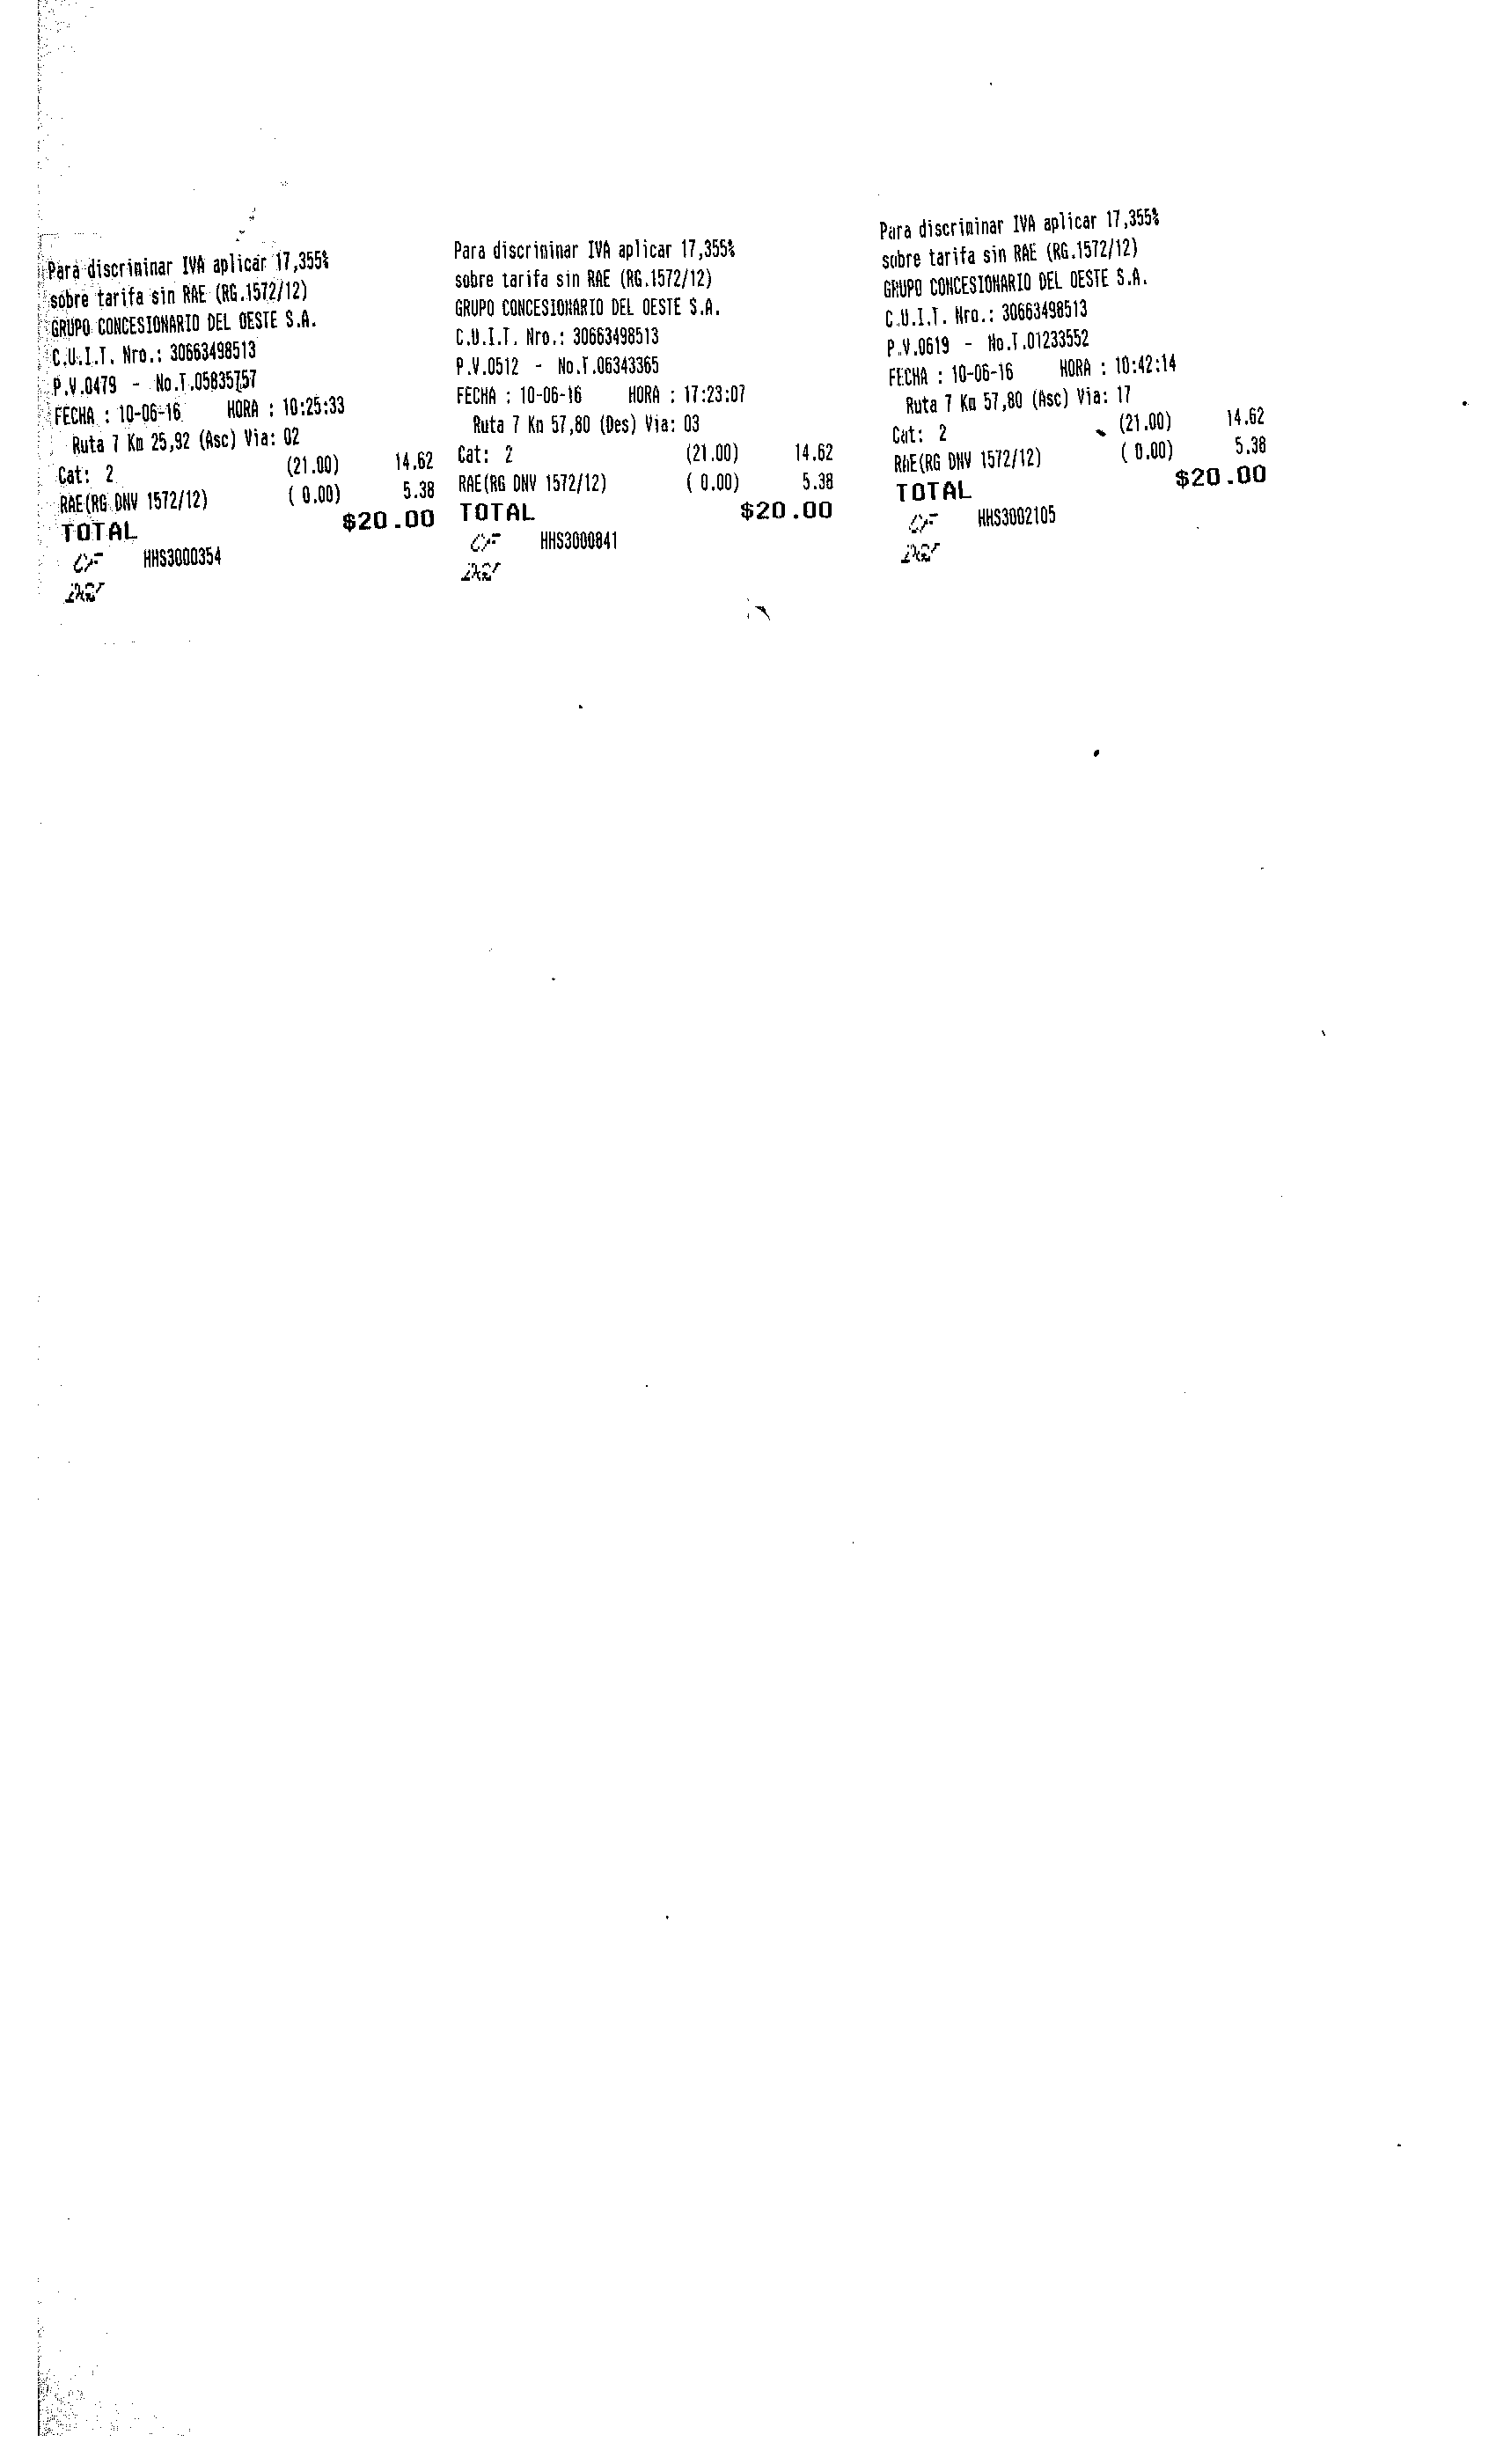 Para discriminar IVA aplicar 17,355%
sobre tarifa sin RAE (RG.1572/12)
GRUPO CONCESIONARIO DEL OESTE S.A.
C.U.I.T. Nro.: 30663498513
P.V.0479 - No.T.05835757
FECHA : 10-06-16 HORA : 10:25:33
Ruta 7 Km 25,92 (Asc) Via: 02
Cat: 2 (21.00) 14.62
RAE(RG DNV 1572/12) ( 0.00) 5.38
TOTAL $20.00
CF HHS3000354
Para discriminar IVA aplicar 17,355%
sobre tarifa sin RAE (RG.1572/12)
GRUPO CONCESIONARIO DEL OESTE S.A.
C.U.I.T. Nro.: 30663498513
P.V.0512 - No.T.06343365
FECHA : 10-06-16 HORA : 17:23:07
Ruta 7 Km 57,80 (Des) Via: 03
Cat: 2 (21.00) 14.62
RAE(RG DNV 1572/12) ( 0.00) 5.38
TOTAL $20.00
CF HHS3000841
Para discriminar IVA aplicar 17,355%
sobre tarifa sin RAE (RG.1572/12)
GRUPO CONCESIONARIO DEL OESTE S.A.
C.U.I.T. Nro.: 30663498513
P.V.0619 - No.T.01233552
FECHA : 10-06-16 HORA : 10:42:14
Ruta 7 Km 57,80 (Asc) Via: 17
Cat: 2 (21.00) 14.62
RAE(RG DNV 1572/12) ( 0.00) 5.38
TOTAL $20.00
CF HHS3002105